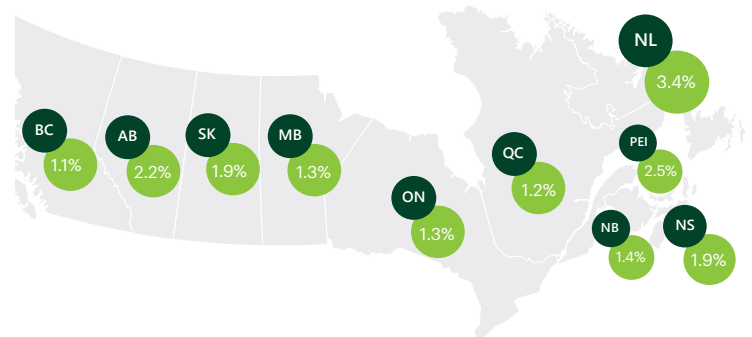 BC
1.1%
AB
2.2%
SK
1.9%
MB
1.3%
ON
1.3%
QC
1.2%
NL
3.4%
PEI
2.5%
NB
1.4%
NS
1.9%